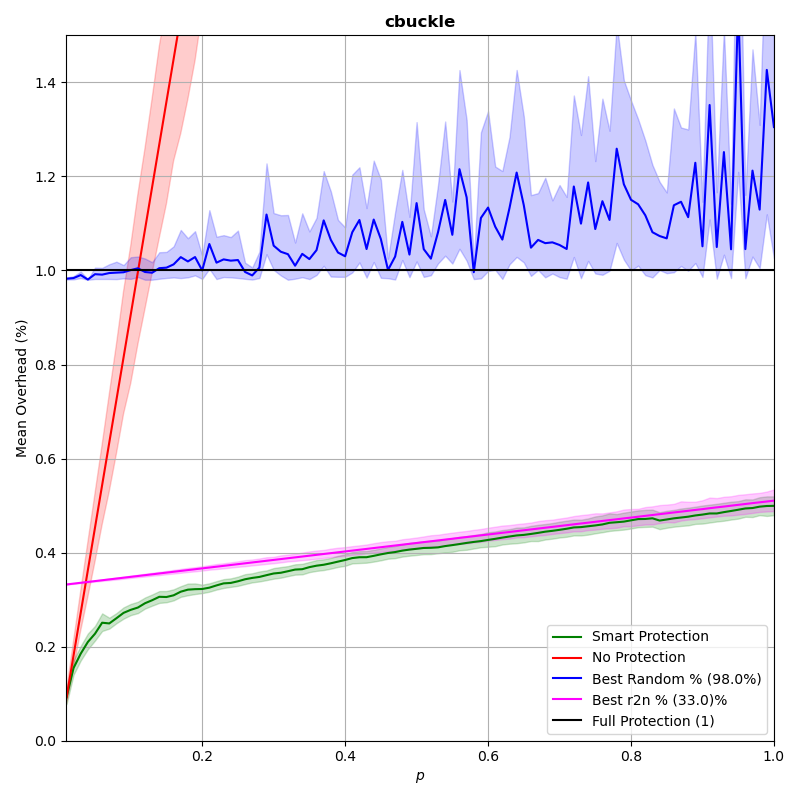 cbuckle
Mean Overhead (%)
1.4
1.2
1.0
0.8
0.6
0.4
0.2
0.0
0.2 0.4 0.6 0.8 1.0
p
Smart Protection
No Protection
Best Random % (98.0%)
Best r2n % (33.0)%
Full Protection (1)